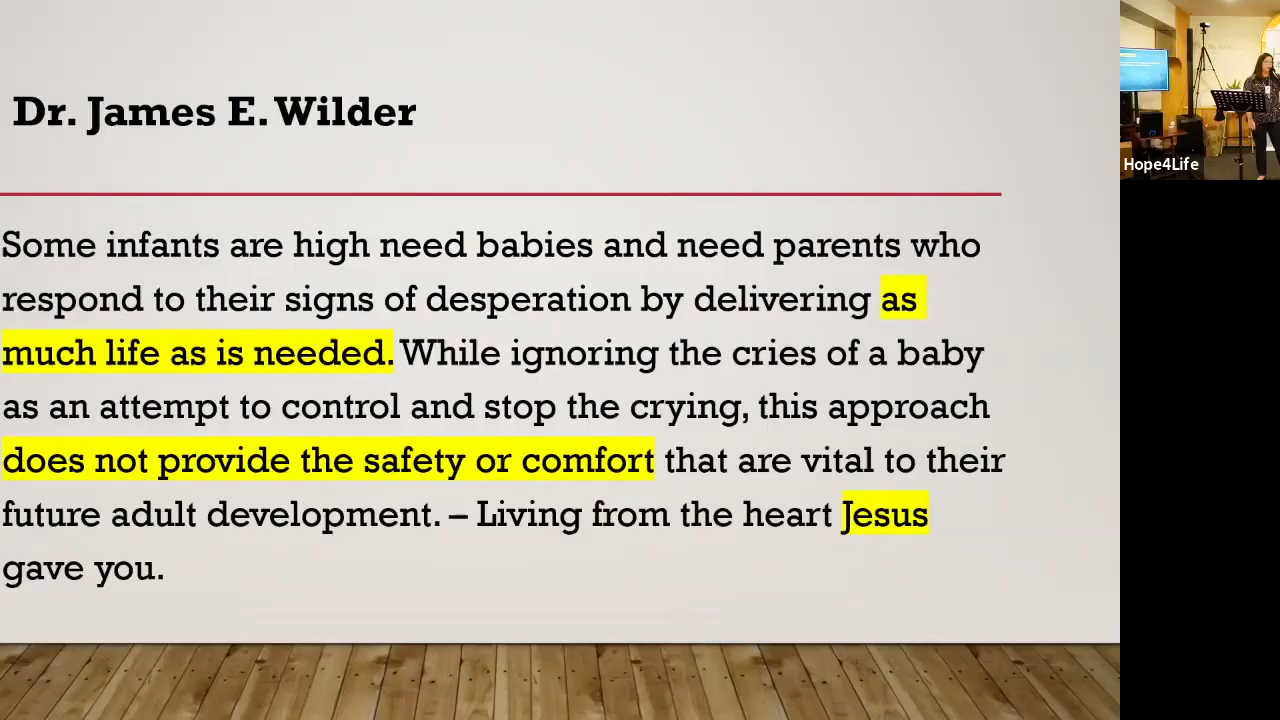 Dr. James E. Wilder
Some infants are high need babies and need parents who
respond to their signs of desperation by delivering as
much life as is needed. While ignoring the cries of a baby
as an attempt to control and stop the crying, this approach
does not provide the safety or comfort that are vital to their
future adult development. – Living from the heart Jesus
gave you.
Hope4Life